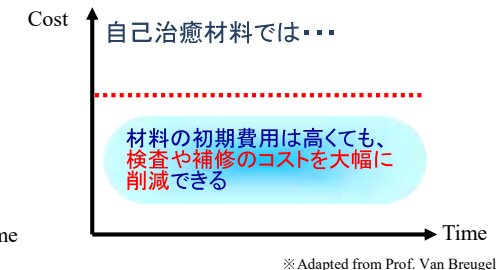 Cost
自己治癒材料では・・・
材料の初期費用は高くても、
検査や補修のコストを大幅に
削減できる
me
Time
※Adapted from Prof. Van Breugel